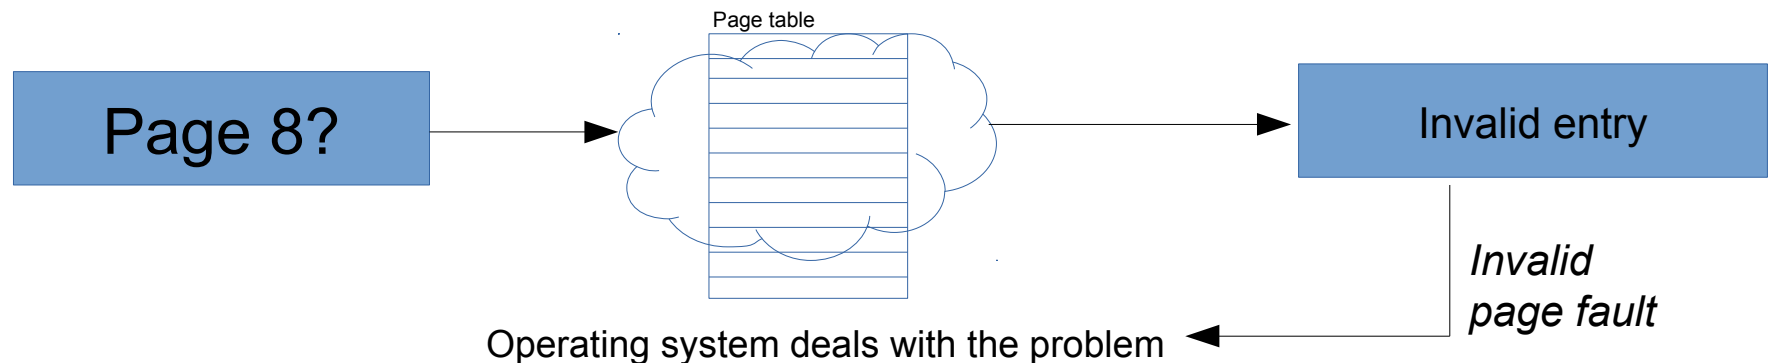 Page table
Page 8?
Invalid entry
Invalid
page fault
Operating system deals with the problem